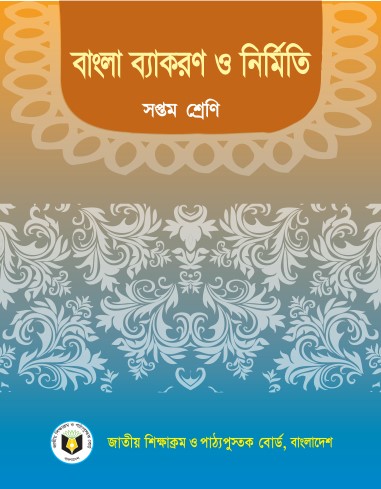 বাংলা ব্যাকরণ ও নির্মিতি
সপ্তম শ্রেণি
জাতীয় শিক্ষাক্রম ও পাঠ্যপুস্তক বোর্ড, বাংলাদেশ